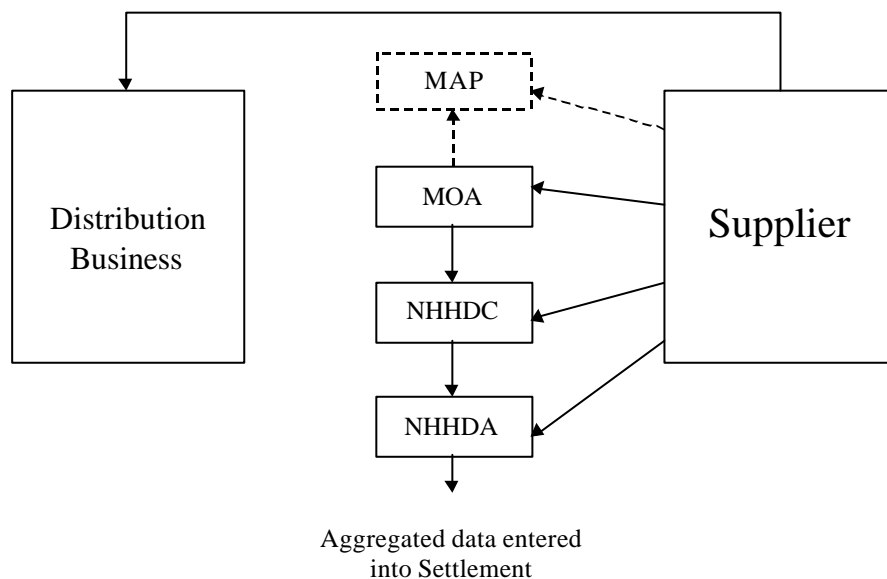 MAP
MOA
Distribution
Business
Supplier
NHHDC
NHHDA
Aggregated data entered
into Settlement